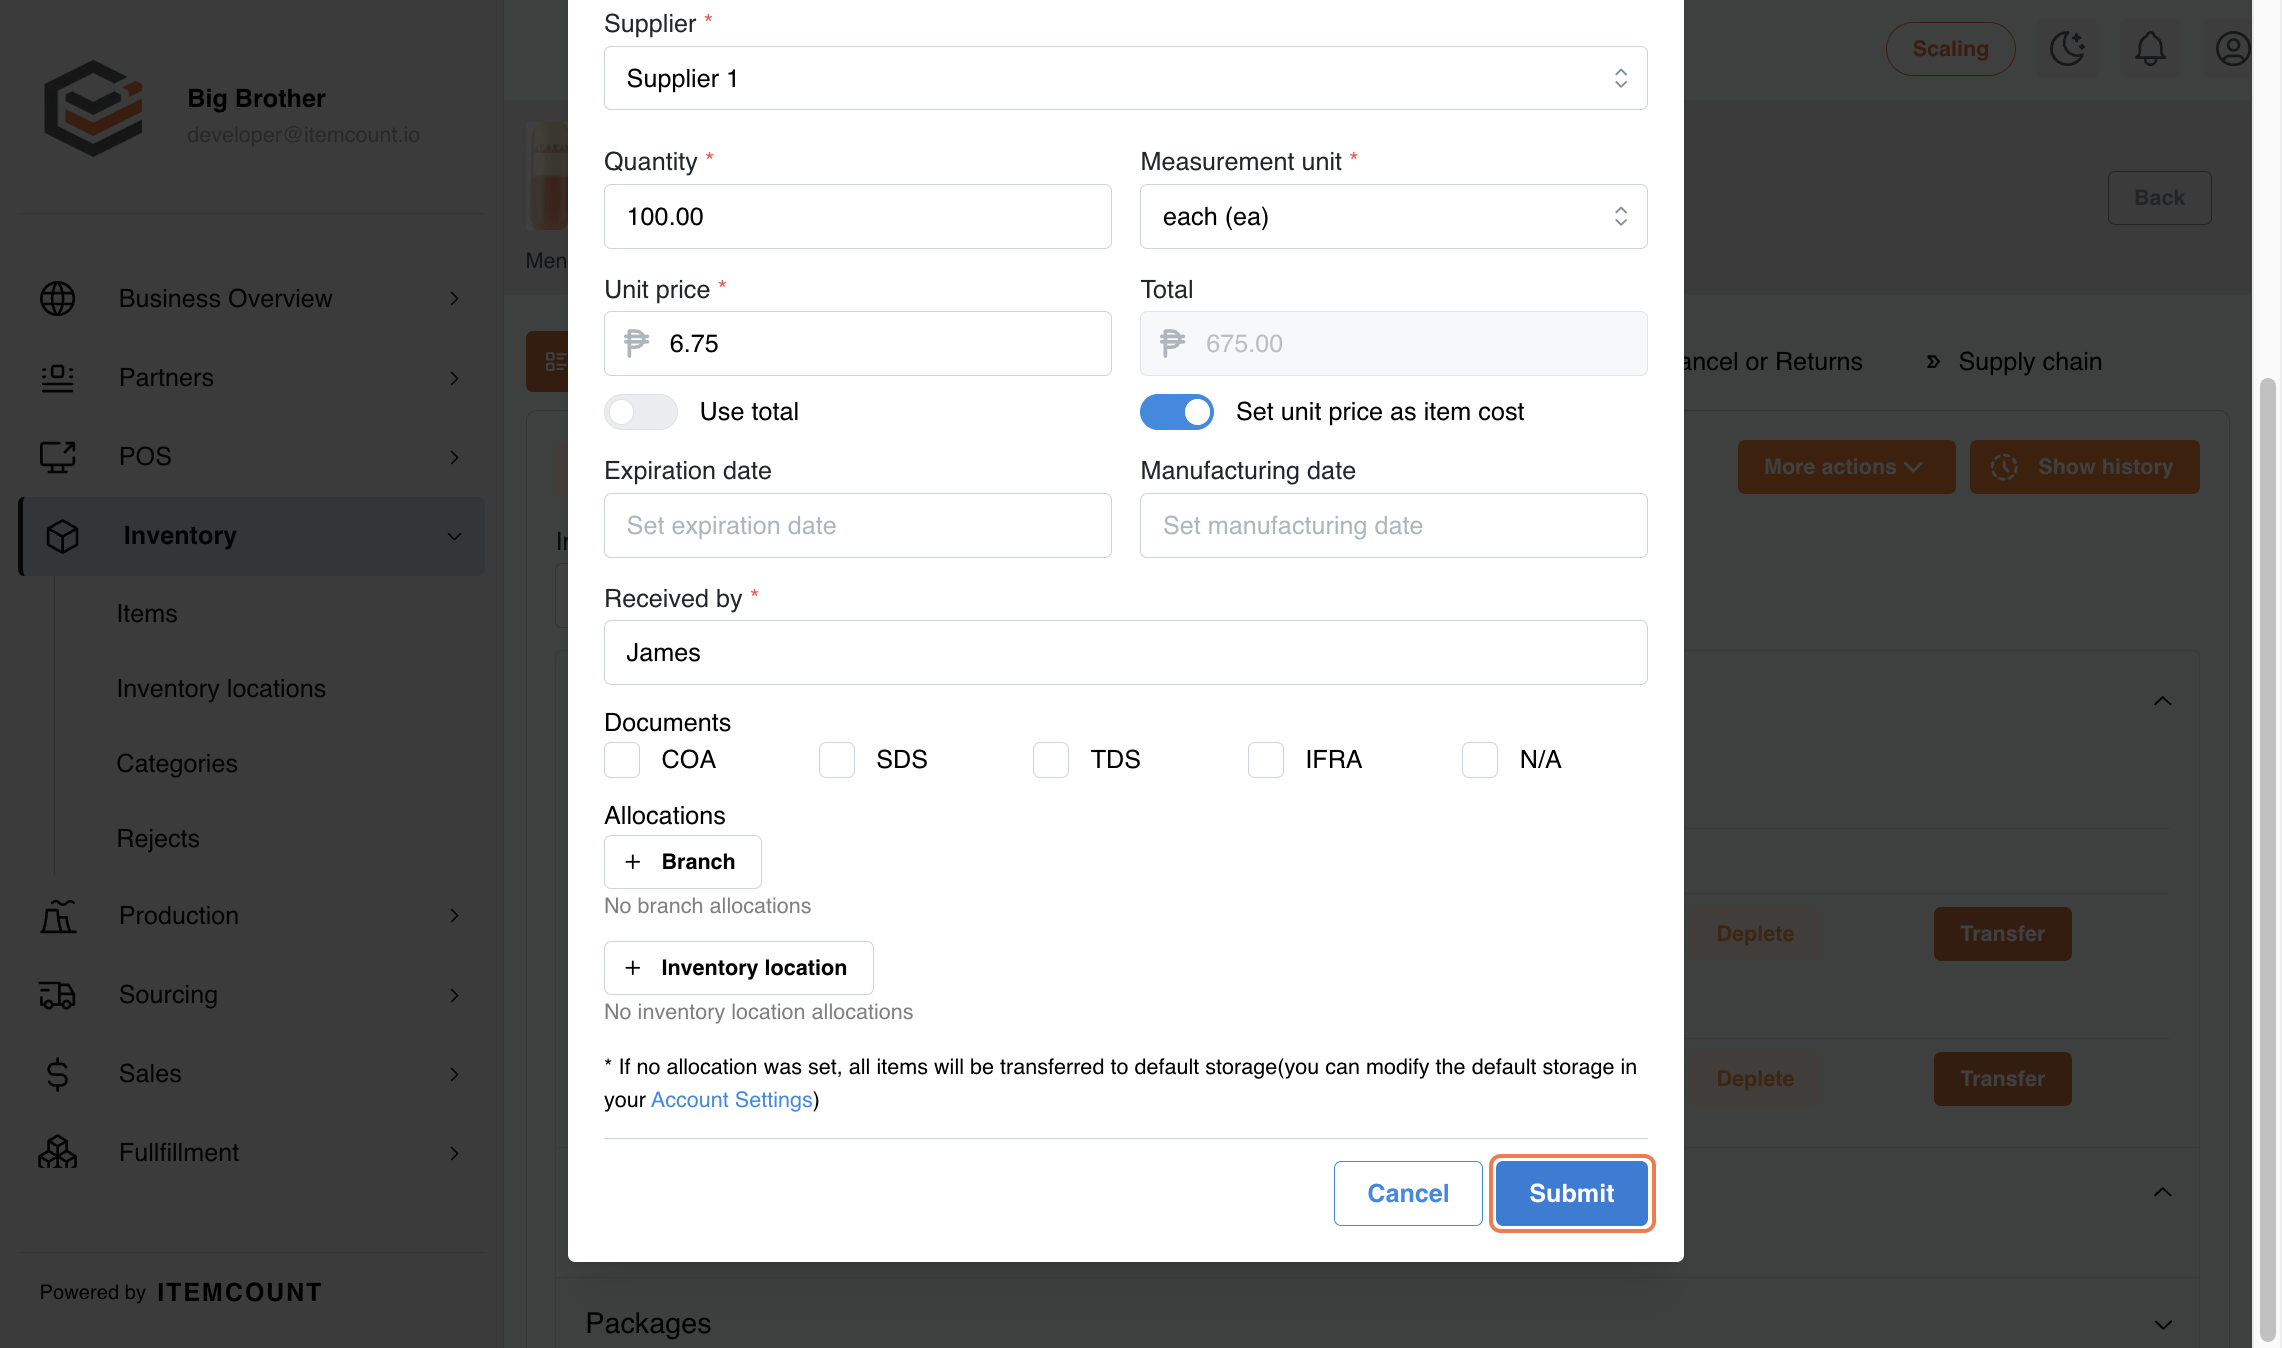 Big Brother
developer@itemcount.io
Business Overview
Partners
POS
Inventory
Items
Inventory locations
Categories
Rejects
Production
Sourcing
Sales
Fullfillment
Powered by ITEMCOUNT
Scaling
Back
Men
ancel or Returns
Supply chain
More actions
Show history
Deplete
Transfer
Deplete
Transfer
Packages
Supplier *
Supplier 1
Quantity *
Measurement unit *
100.00
each (ea)
Unit price *
Total
₱ 6.75
₱ 675.00
Use total
Set unit price as item cost
Expiration date
Manufacturing date
Set expiration date
Set manufacturing date
Received by *
James
Documents
COA
SDS
TDS
IFRA
N/A
Allocations
+ Branch
No branch allocations
+ Inventory location
No inventory location allocations
* If no allocation was set, all items will be transferred to default storage(you can modify the default storage in
your Account Settings)
Cancel
Submit